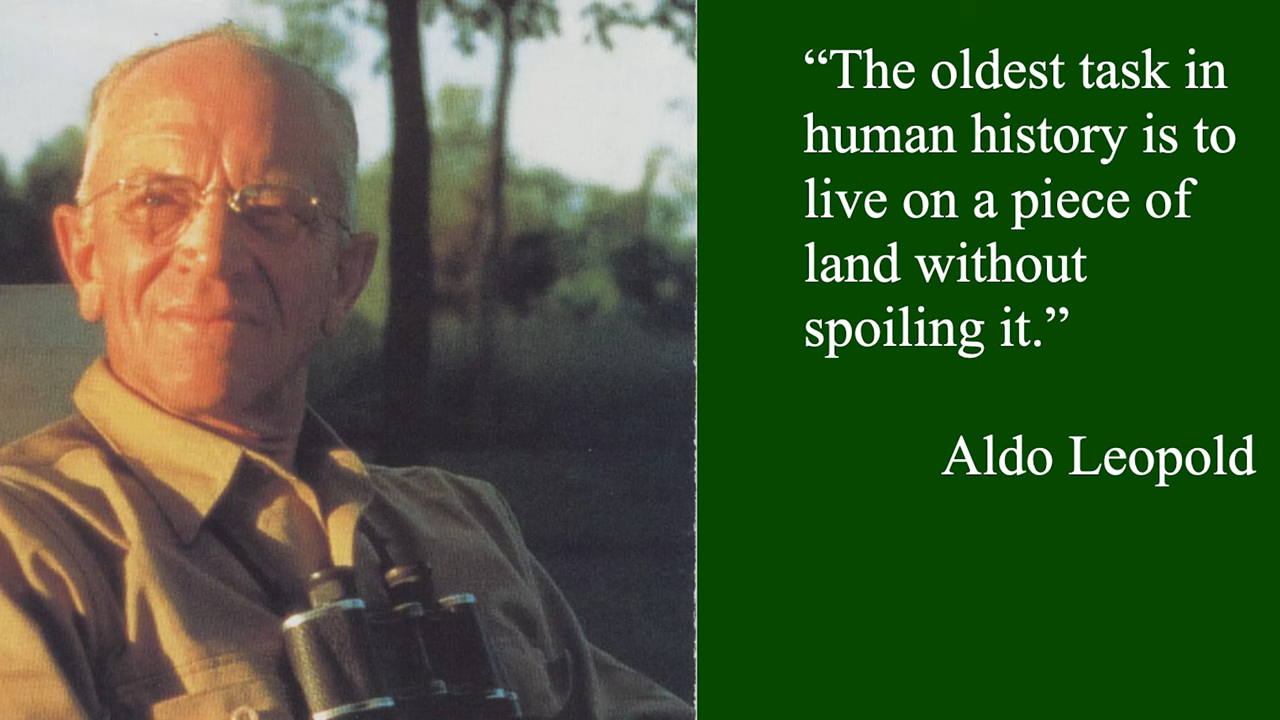 “The oldest task in
human history is to
live on a piece of
land without
spoiling it.”
Aldo Leopold